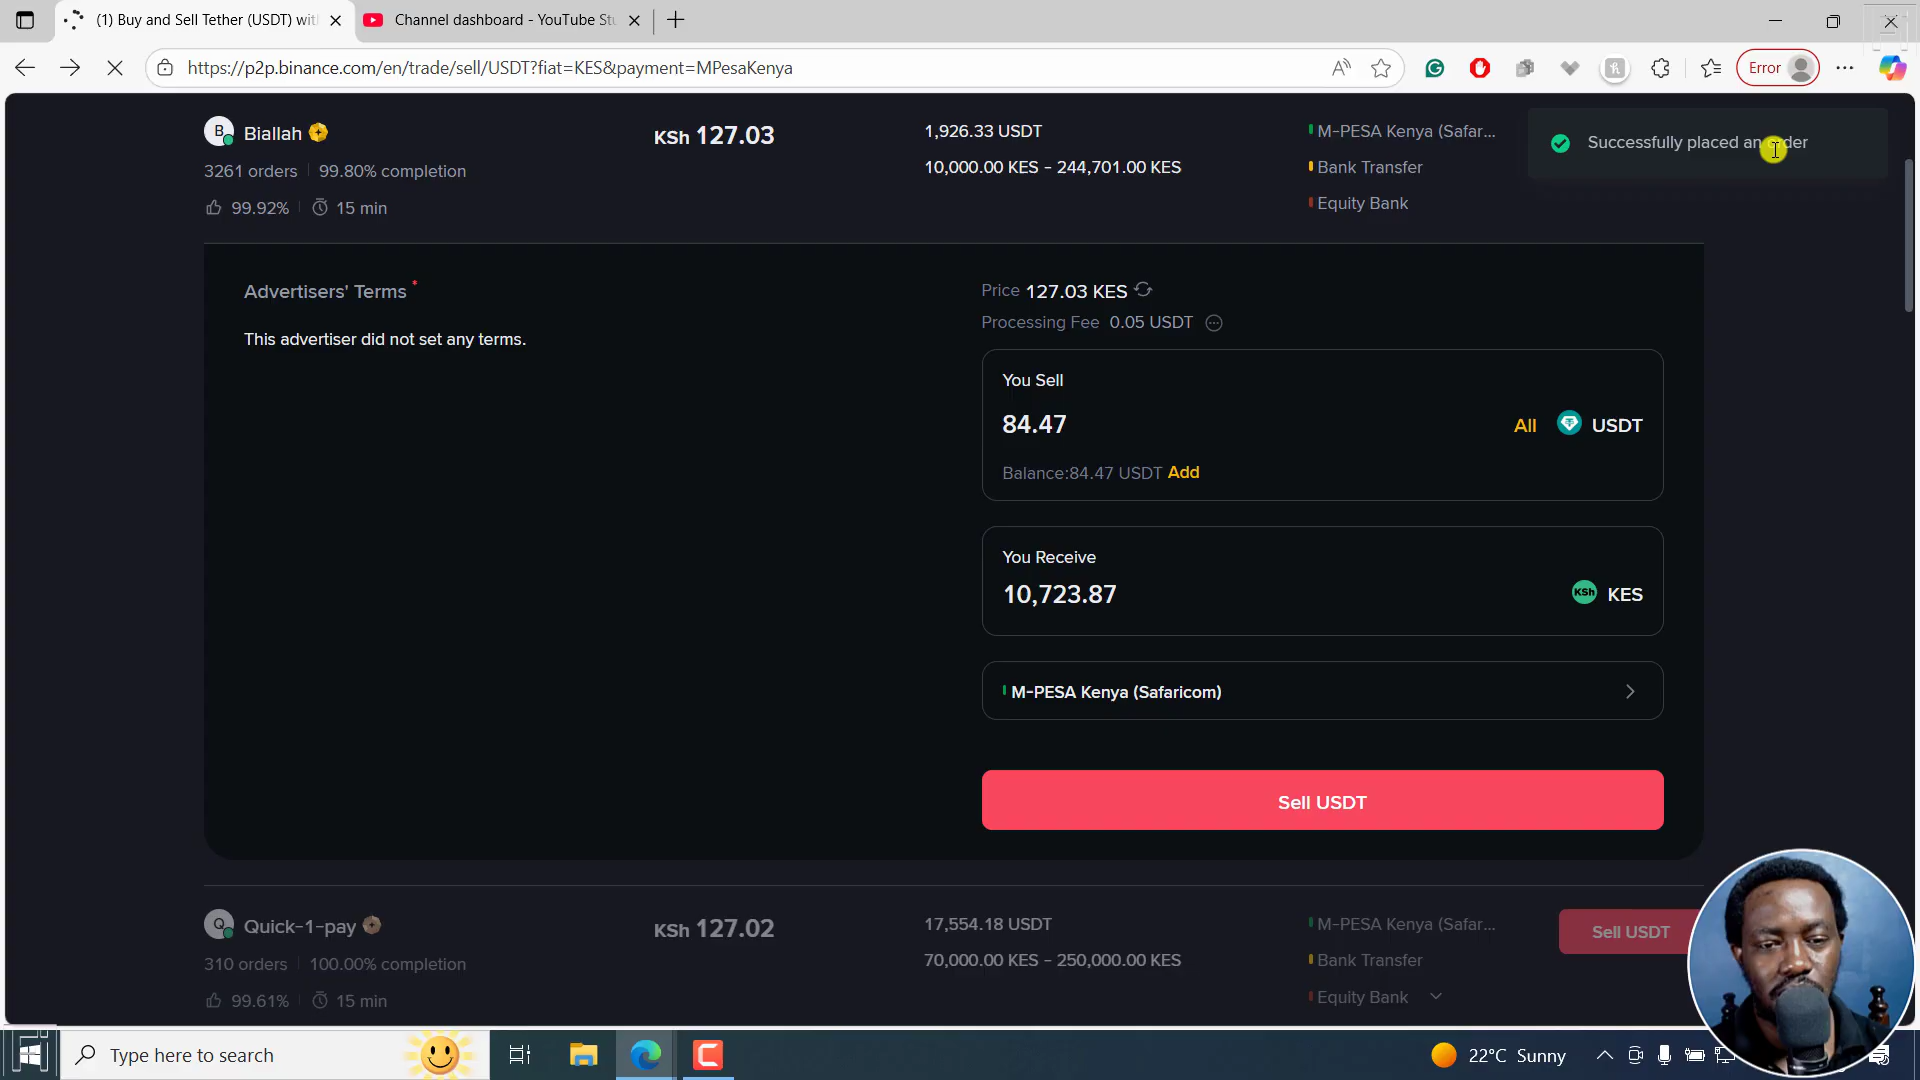 (1) Buy and Sell Tether (USDT) wit
Channel dashboard - YouTube Stu
https://p2p.binance.com/en/trade/sell/USDT?fiat=KES&payment=MPesaKenya
Error
B Biallah
KSh 127.03
1,926.33 USDT
M-PESA Kenya (Safar...
Successfully placed an order
3261 orders
99.80% completion
10,000.00 KES - 244,701.00 KES
Bank Transfer
99.92%
15 min
Equity Bank
Advertisers' Terms *
Price 127.03 KES
Processing Fee 0.05 USDT
This advertiser did not set any terms.
You Sell
84.47
All
USDT
Balance:84.47 USDT Add
You Receive
10,723.87
KSh KES
M-PESA Kenya (Safaricom)
Sell USDT
Q Quick-1-pay
KSh 127.02
17,554.18 USDT
M-PESA Kenya (Safar...
Sell USDT
310 orders
100.00% completion
70,000.00 KES - 250,000.00 KES
Bank Transfer
99.61%
15 min
Equity Bank
Type here to search
22°C Sunny